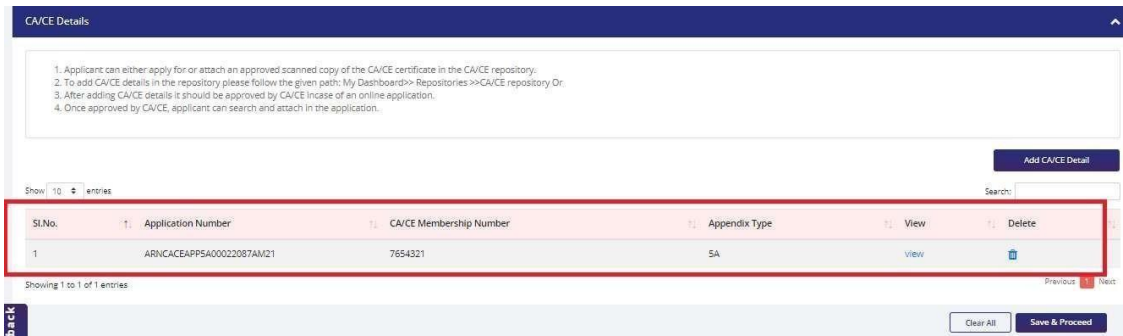 CA/CE Details
1. Applicant can either apply for or attach an approved scanned copy of the CA/CE certificate in the CA/CE repository.
2. To add CA/CE details in the repository please follow the given path: My Dashboard>> Repositories >>CA/CE repository Or
3. After adding CA/CE details it should be approved by CA/CE incase of an online application.
4. Once approved by CA/CE, applicant can search and attach in the application.
Add CA/CE Detail
Show 10 entries Search:
Sl.No. Application Number CA/CE Membership Number Appendix Type View Delete
1 ARNCACEAPP5A00022087AM21 7654321 5A view
Showing 1 to 1 of 1 entries Previous 1 Next
back
Clear All Save & Proceed